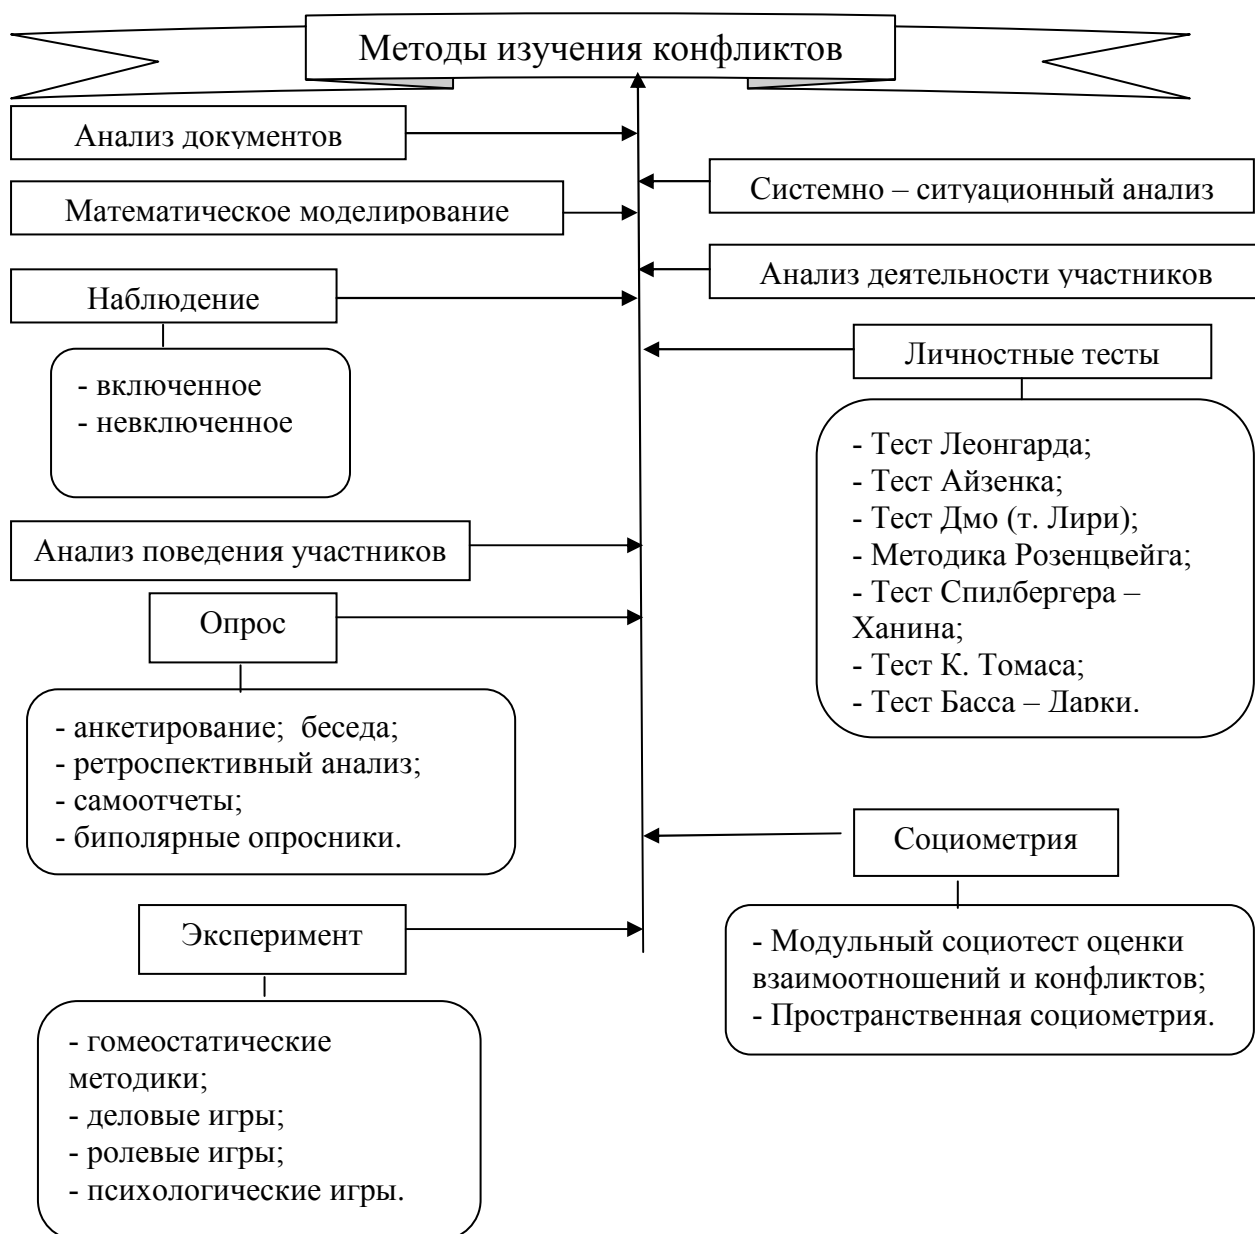 Методы изучения конфликтов
Анализ документов
Системно – ситуационный анализ
Математическое моделирование
Анализ деятельности участников
Наблюдение
- включенное
- невключенное
Личностные тесты
- Тест Леонгарда;
- Тест Айзенка;
- Тест Дмо (т. Лири);
- Методика Розенцвейга;
- Тест Спилбергера –
Ханина;
- Тест К. Томаса;
- Тест Басса – Дарки.
Анализ поведения участников
Опрос
- анкетирование;  беседа;
- ретроспективный анализ;
- самоотчеты;
- биполярные опросники.
Социометрия
- Модульный социотест оценки
взаимоотношений и конфликтов;
- Пространственная социометрия.
Эксперимент
- гомеостатические
методики;
- деловые игры;
- ролевые игры;
- психологические игры.